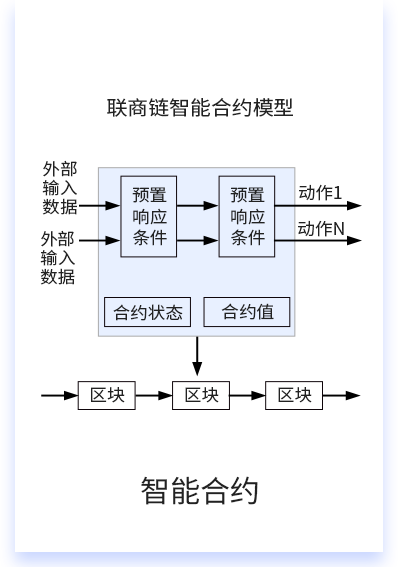 联商链智能合约模型
外部
输入
数据
外部
输入
数据
预置
响应
条件
预置
响应
条件
动作1
动作N
合约状态
合约值
区块
区块
区块
智能合约